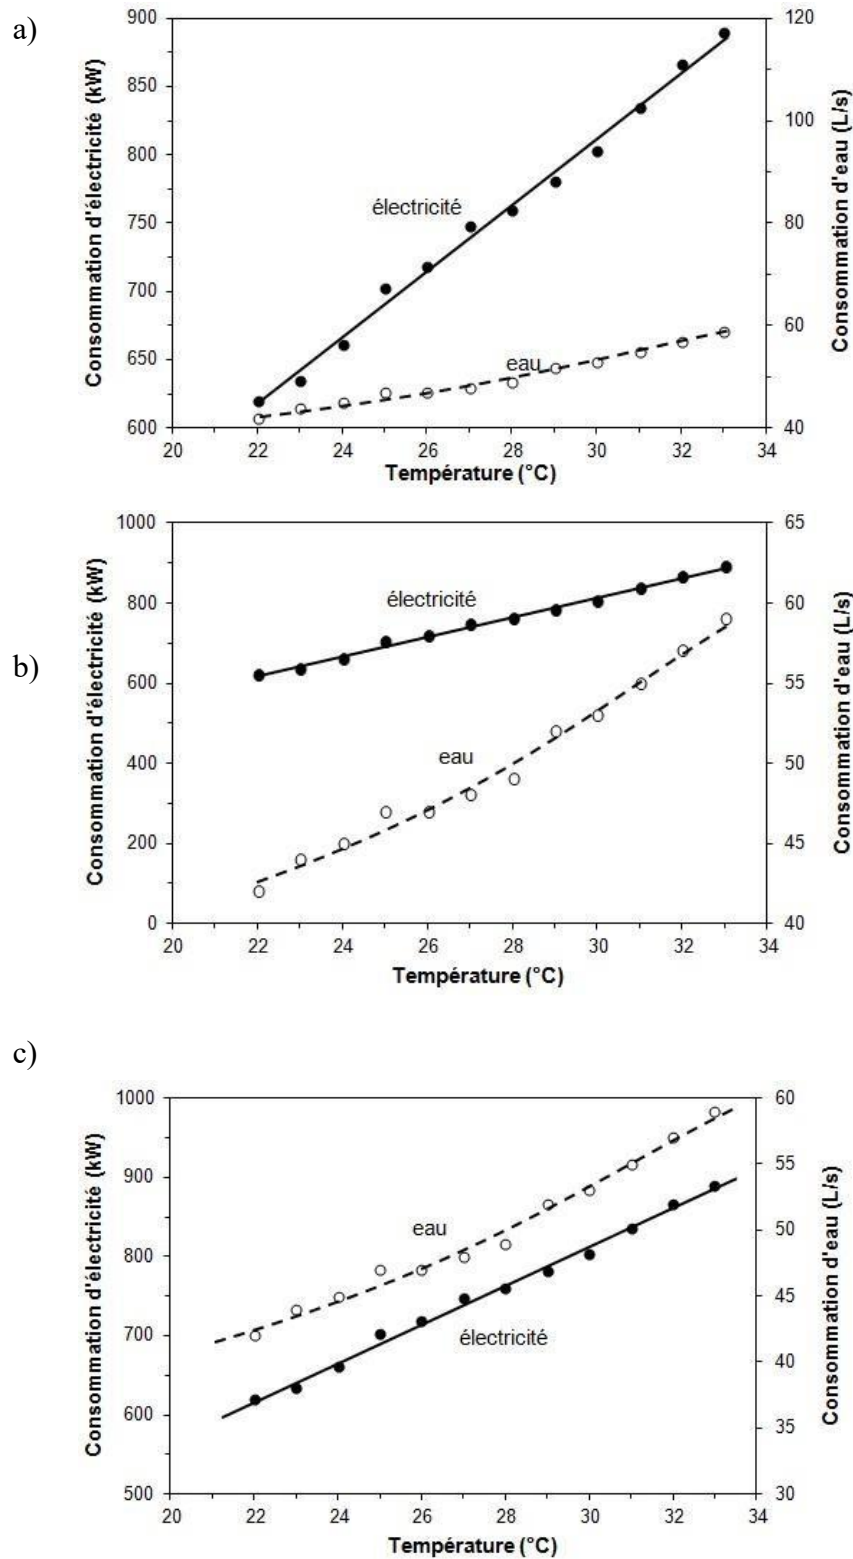 a)
Consommation d'électricité (kW)
900
850
800
750
700
650
600
électricité
eau
120
100
80
60
40
Consommation d'eau (L/s)
20 22 24 26 28 30 32 34
Température (°C)
b)
Consommation d'électricité (kW)
1000
800
600
400
200
0
électricité
eau
65
60
55
50
45
40
Consommation d'eau (L/s)
20 22 24 26 28 30 32 34
Température (°C)
c)
Consommation d'électricité (kW)
1000
900
800
700
600
500
eau
électricité
60
55
50
45
40
35
30
Consommation d'eau (L/s)
20 22 24 26 28 30 32 34
Température (°C)